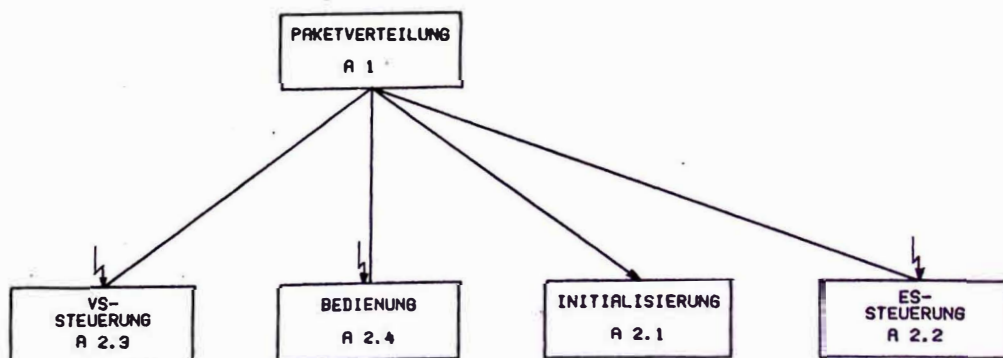 PAKETVERTEILUNG
A 1
VS-
STEUERUNG
A 2.3
BEDIENUNG
A 2.4
INITIALISIERUNG
A 2.1
ES-
STEUERUNG
A 2.2